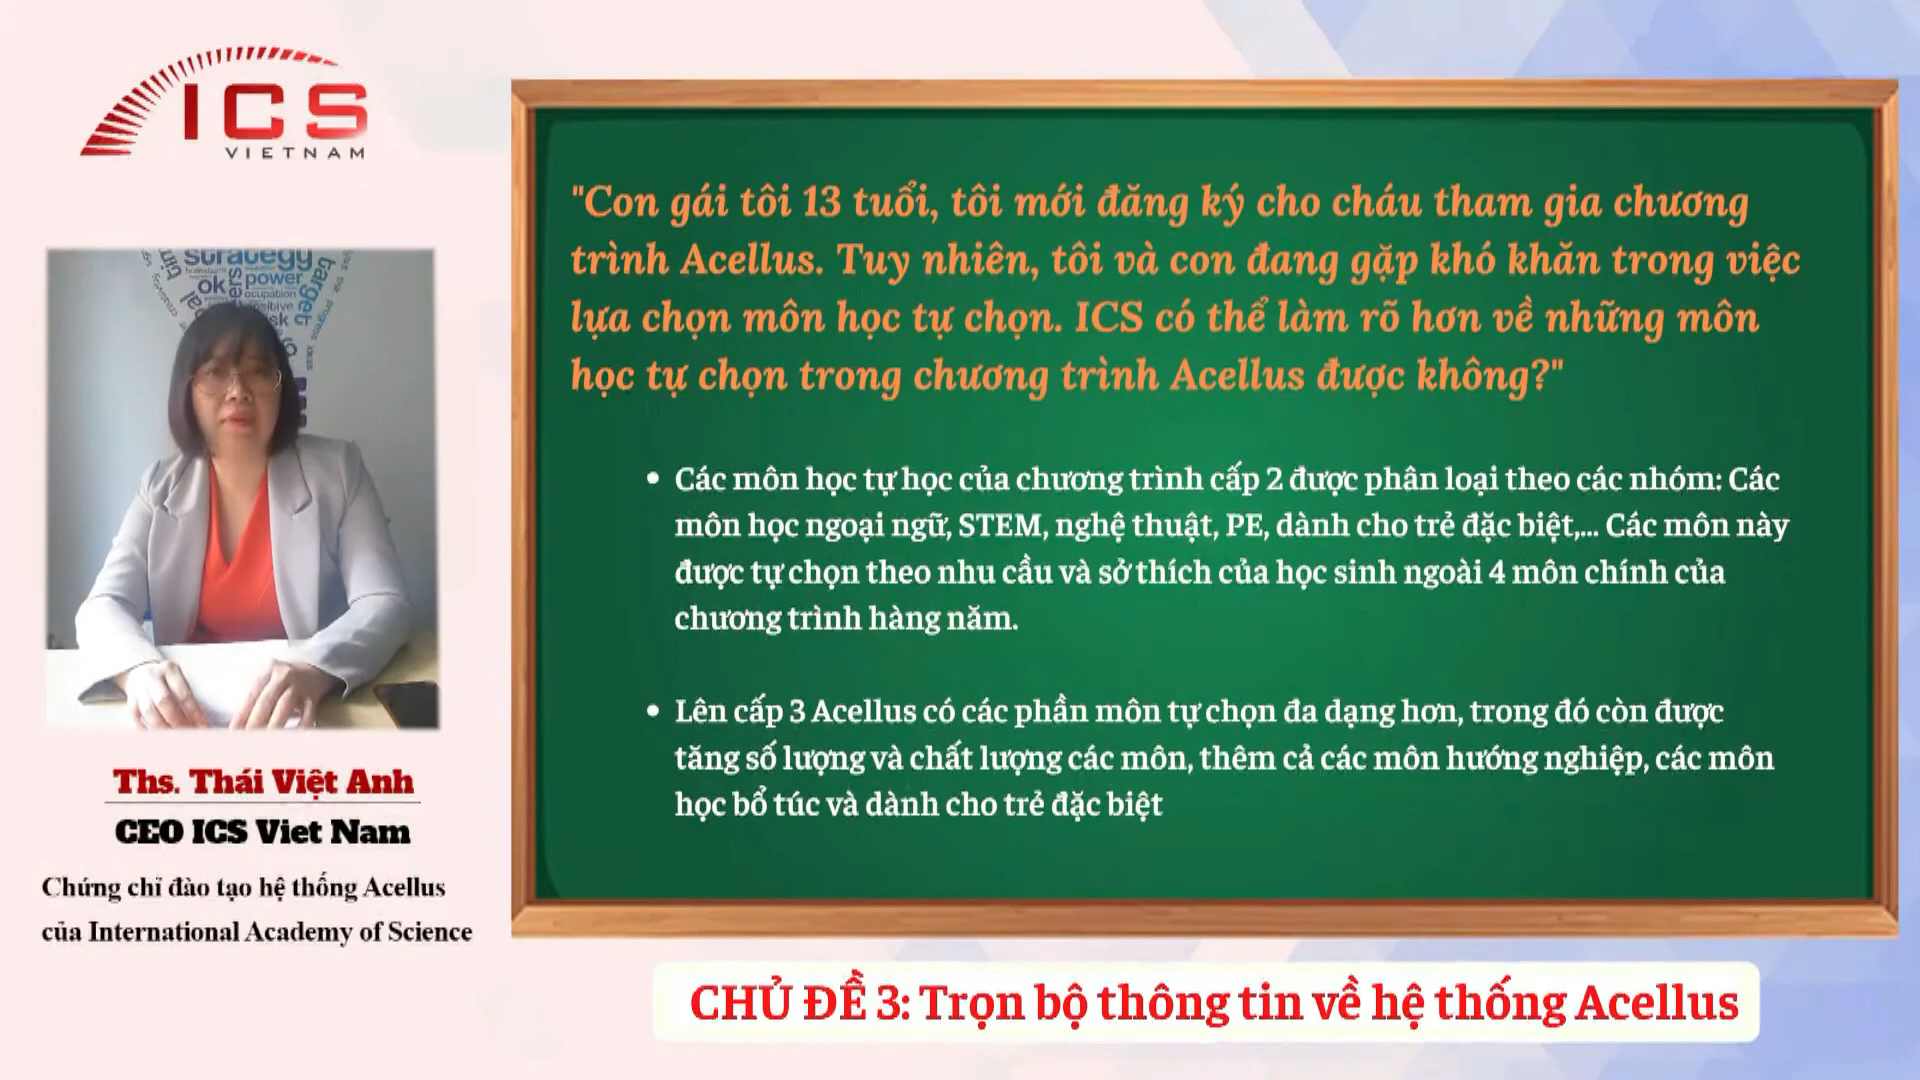 ICS
VIETNAM
strategy
ok
power
occupation
target
Ths. Thái Việt Anh
CEO ICS Viet Nam
Chứng chỉ đào tạo hệ thống Acellus
của International Academy of Science
"Con gái tôi 13 tuổi, tôi mới đăng ký cho cháu tham gia chương
trình Acellus. Tuy nhiên, tôi và con đang gặp khó khăn trong việc
lựa chọn môn học tự chọn. ICS có thể làm rõ hơn về những môn
học tự chọn trong chương trình Acellus được không?"
• Các môn học tự học của chương trình cấp 2 được phân loại theo các nhóm: Các
môn học ngoại ngữ, STEM, nghệ thuật, PE, dành cho trẻ đặc biệt,... Các môn này
được tự chọn theo nhu cầu và sở thích của học sinh ngoài 4 môn chính của
chương trình hàng năm.
• Lên cấp 3 Acellus có các phần môn tự chọn đa dạng hơn, trong đó còn được
tăng số lượng và chất lượng các môn, thêm cả các môn hướng nghiệp, các môn
học bổ túc và dành cho trẻ đặc biệt
CHỦ ĐỀ 3: Trọn bộ thông tin về hệ thống Acellus